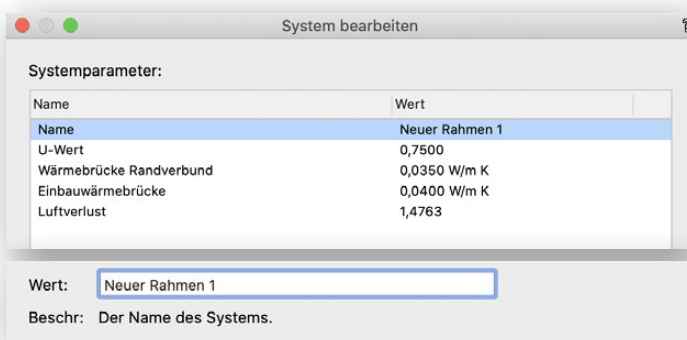 System bearbeiten
Systemparameter:
Name Wert
Name Neuer Rahmen 1
U-Wert 0,7500
Wärmebrücke Randverbund 0,0350 W/m K
Einbauwärmebrücke 0,0400 W/m K
Luftverlust 1,4763
Wert: Neuer Rahmen 1
Beschr: Der Name des Systems.